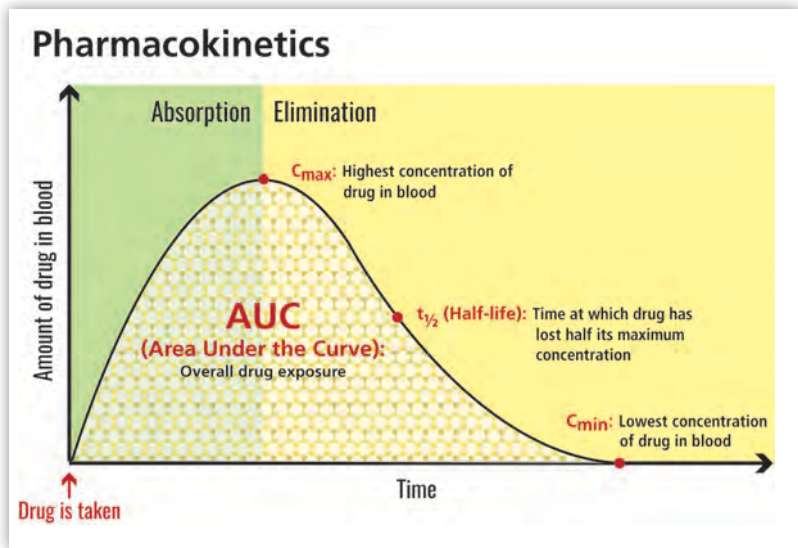 Pharmacokinetics
Absorption
Elimination
Cmax: Highest concentration of
drug in blood
Amount of drug in blood
AUC
(Area Under the Curve):
Overall drug exposure
t½ (Half-life): Time at which drug has
lost half its maximum
concentration
Cmin: Lowest concentration
of drug in blood
Time
Drug is taken